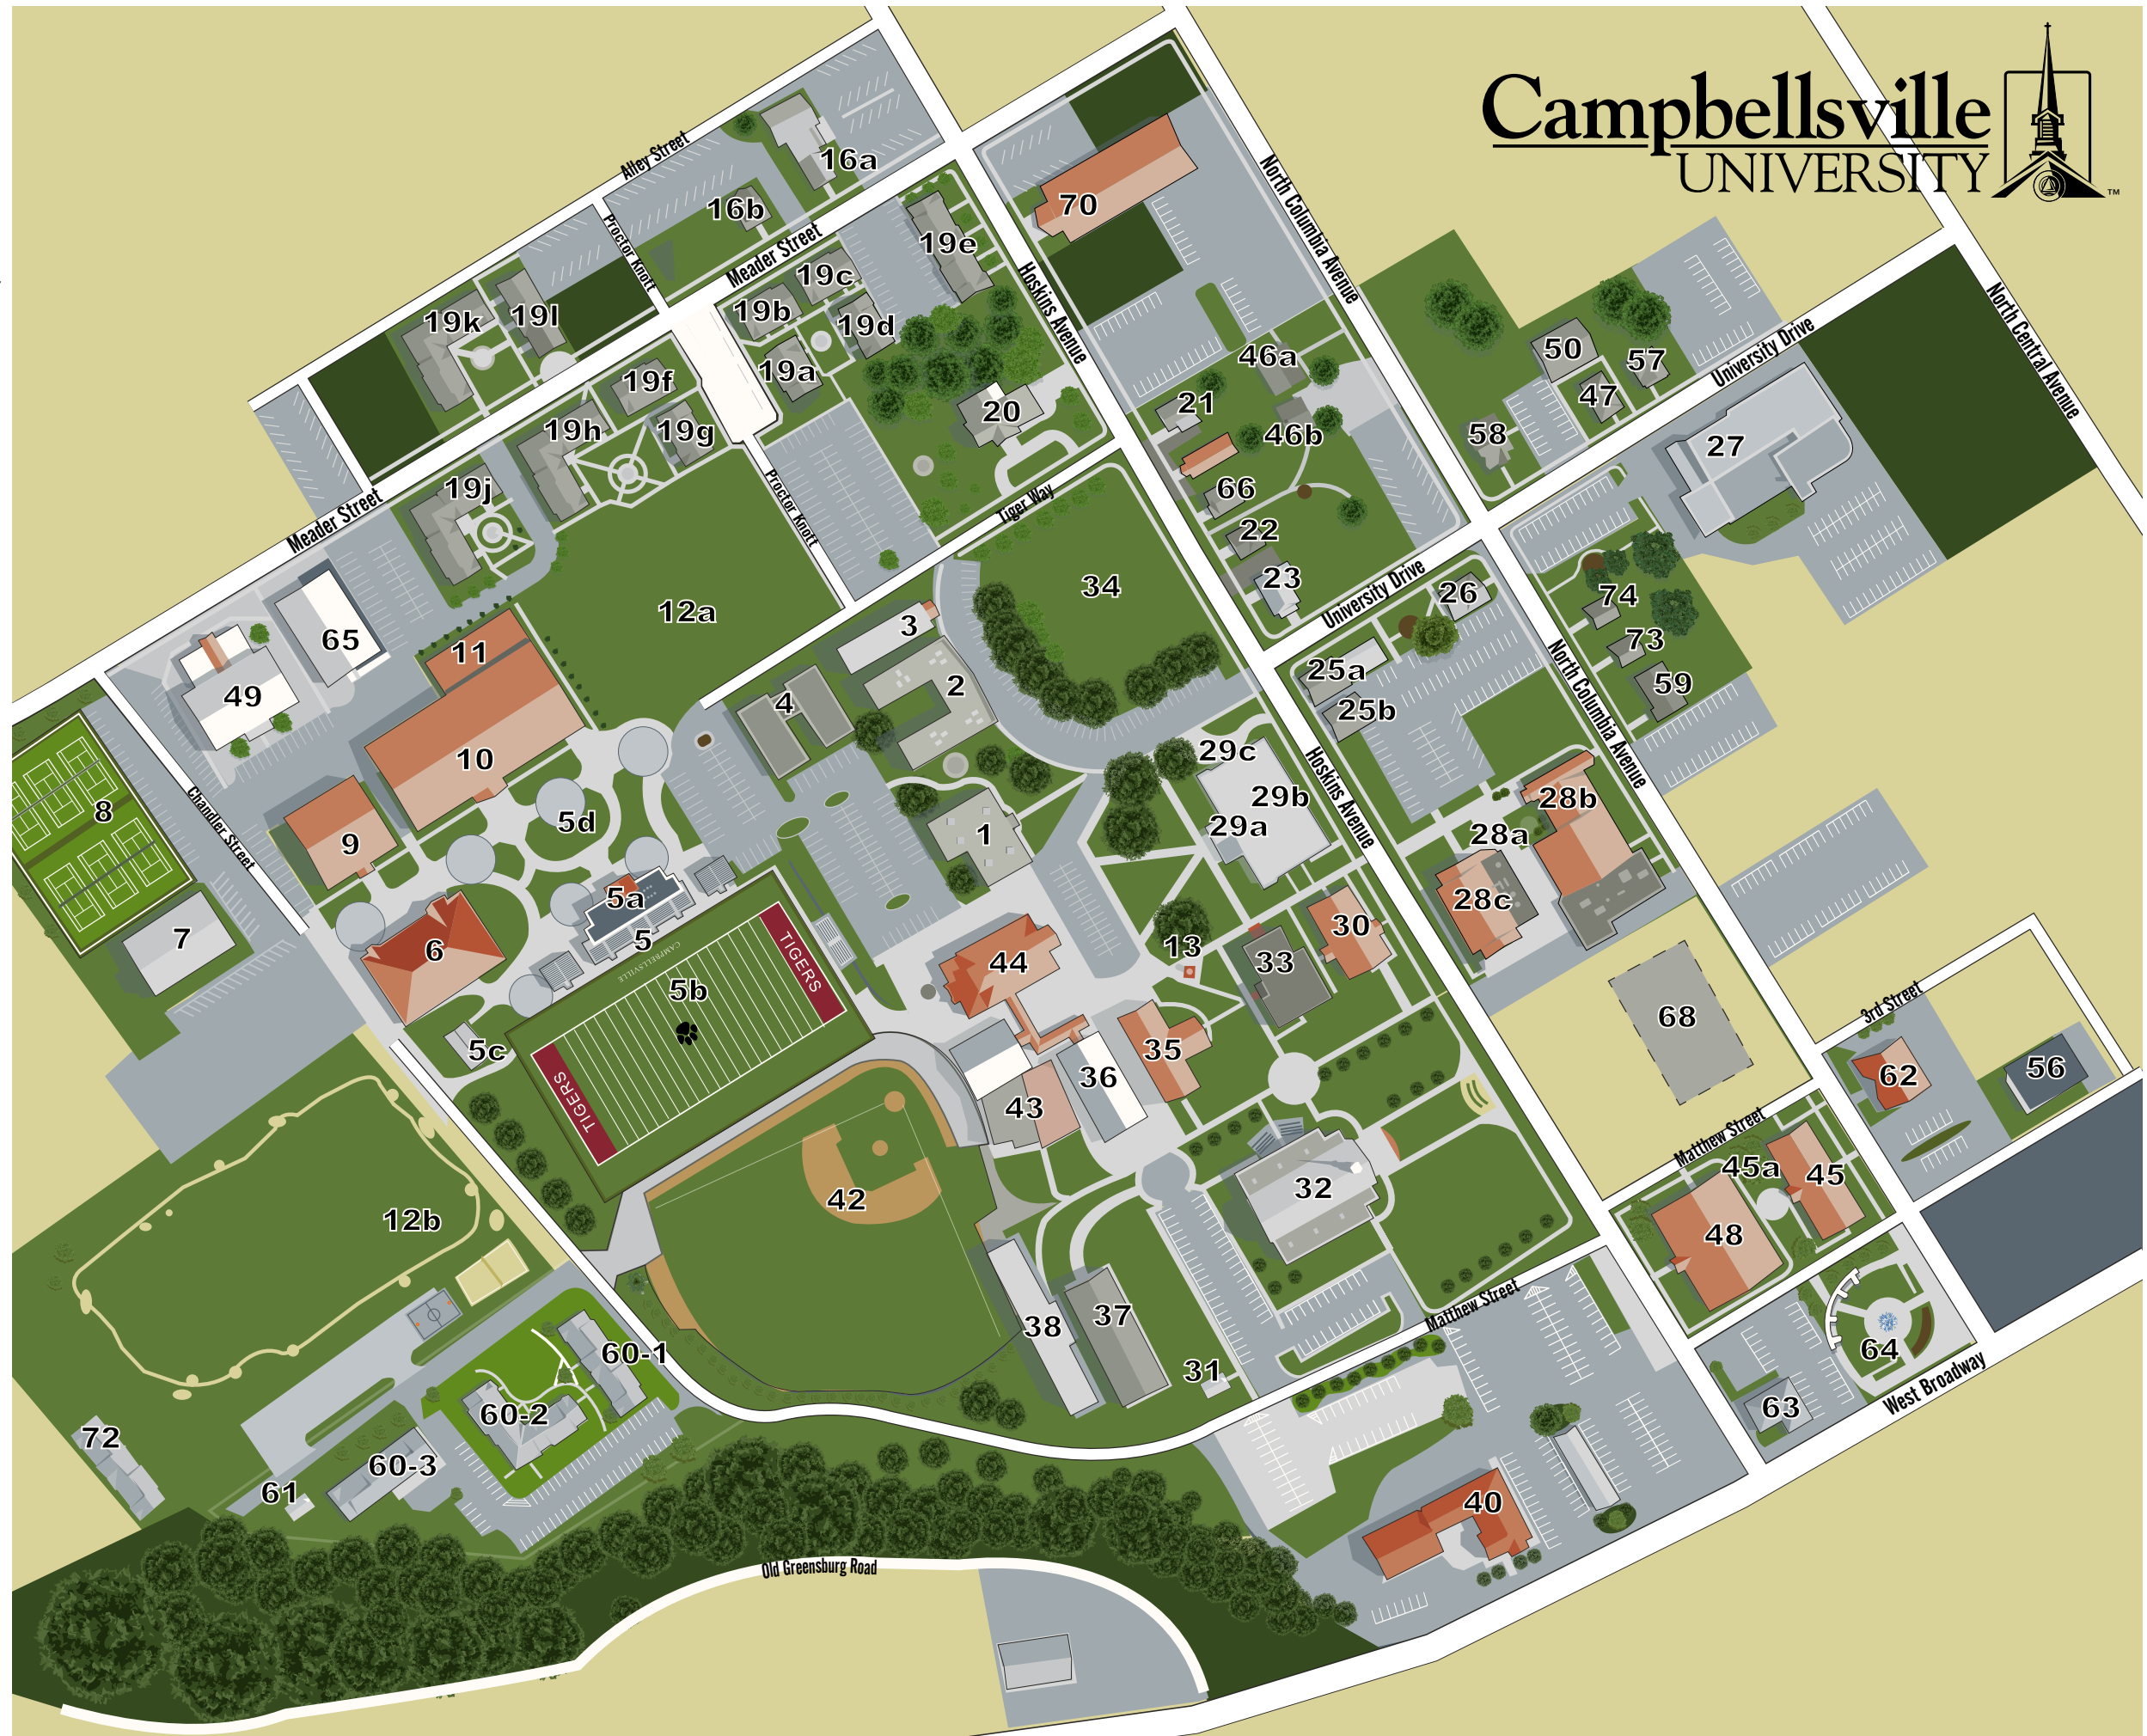 Campbellsville
UNIVERSITY
TM
Alley Street
16a
North Columbia Avenue
70
16b
Proctor Knott
Meader Street
19e
19c
Hoskins Avenue
19k
19l
19b
19d
North Central Avenue
University Drive
19a
19f
46a
50
57
47
20
21
19h
19g
46b
58
27
19j
66
Proctor Knott
Tiger Way
Meader Street
22
23
34
University Drive
26
74
12a
3
65
11
73
25a
North Columbia Avenue
59
49
2
4
25b
10
29c
Hoskins Avenue
29b
28b
8
5d
29a
28a
Chandler Street
9
1
5a
28c
7
5
6
CAMPBELLSVILLE
TIGERS
30
13
44
33
5b
3rd Street
68
5c
35
62
56
36
TIGERS
43
Matthew Street
45a
45
32
42
12b
48
Matthew Street
37
38
64
60-1
31
West Broadway
60-2
63
72
60-3
61
40
Old Greensburg Road